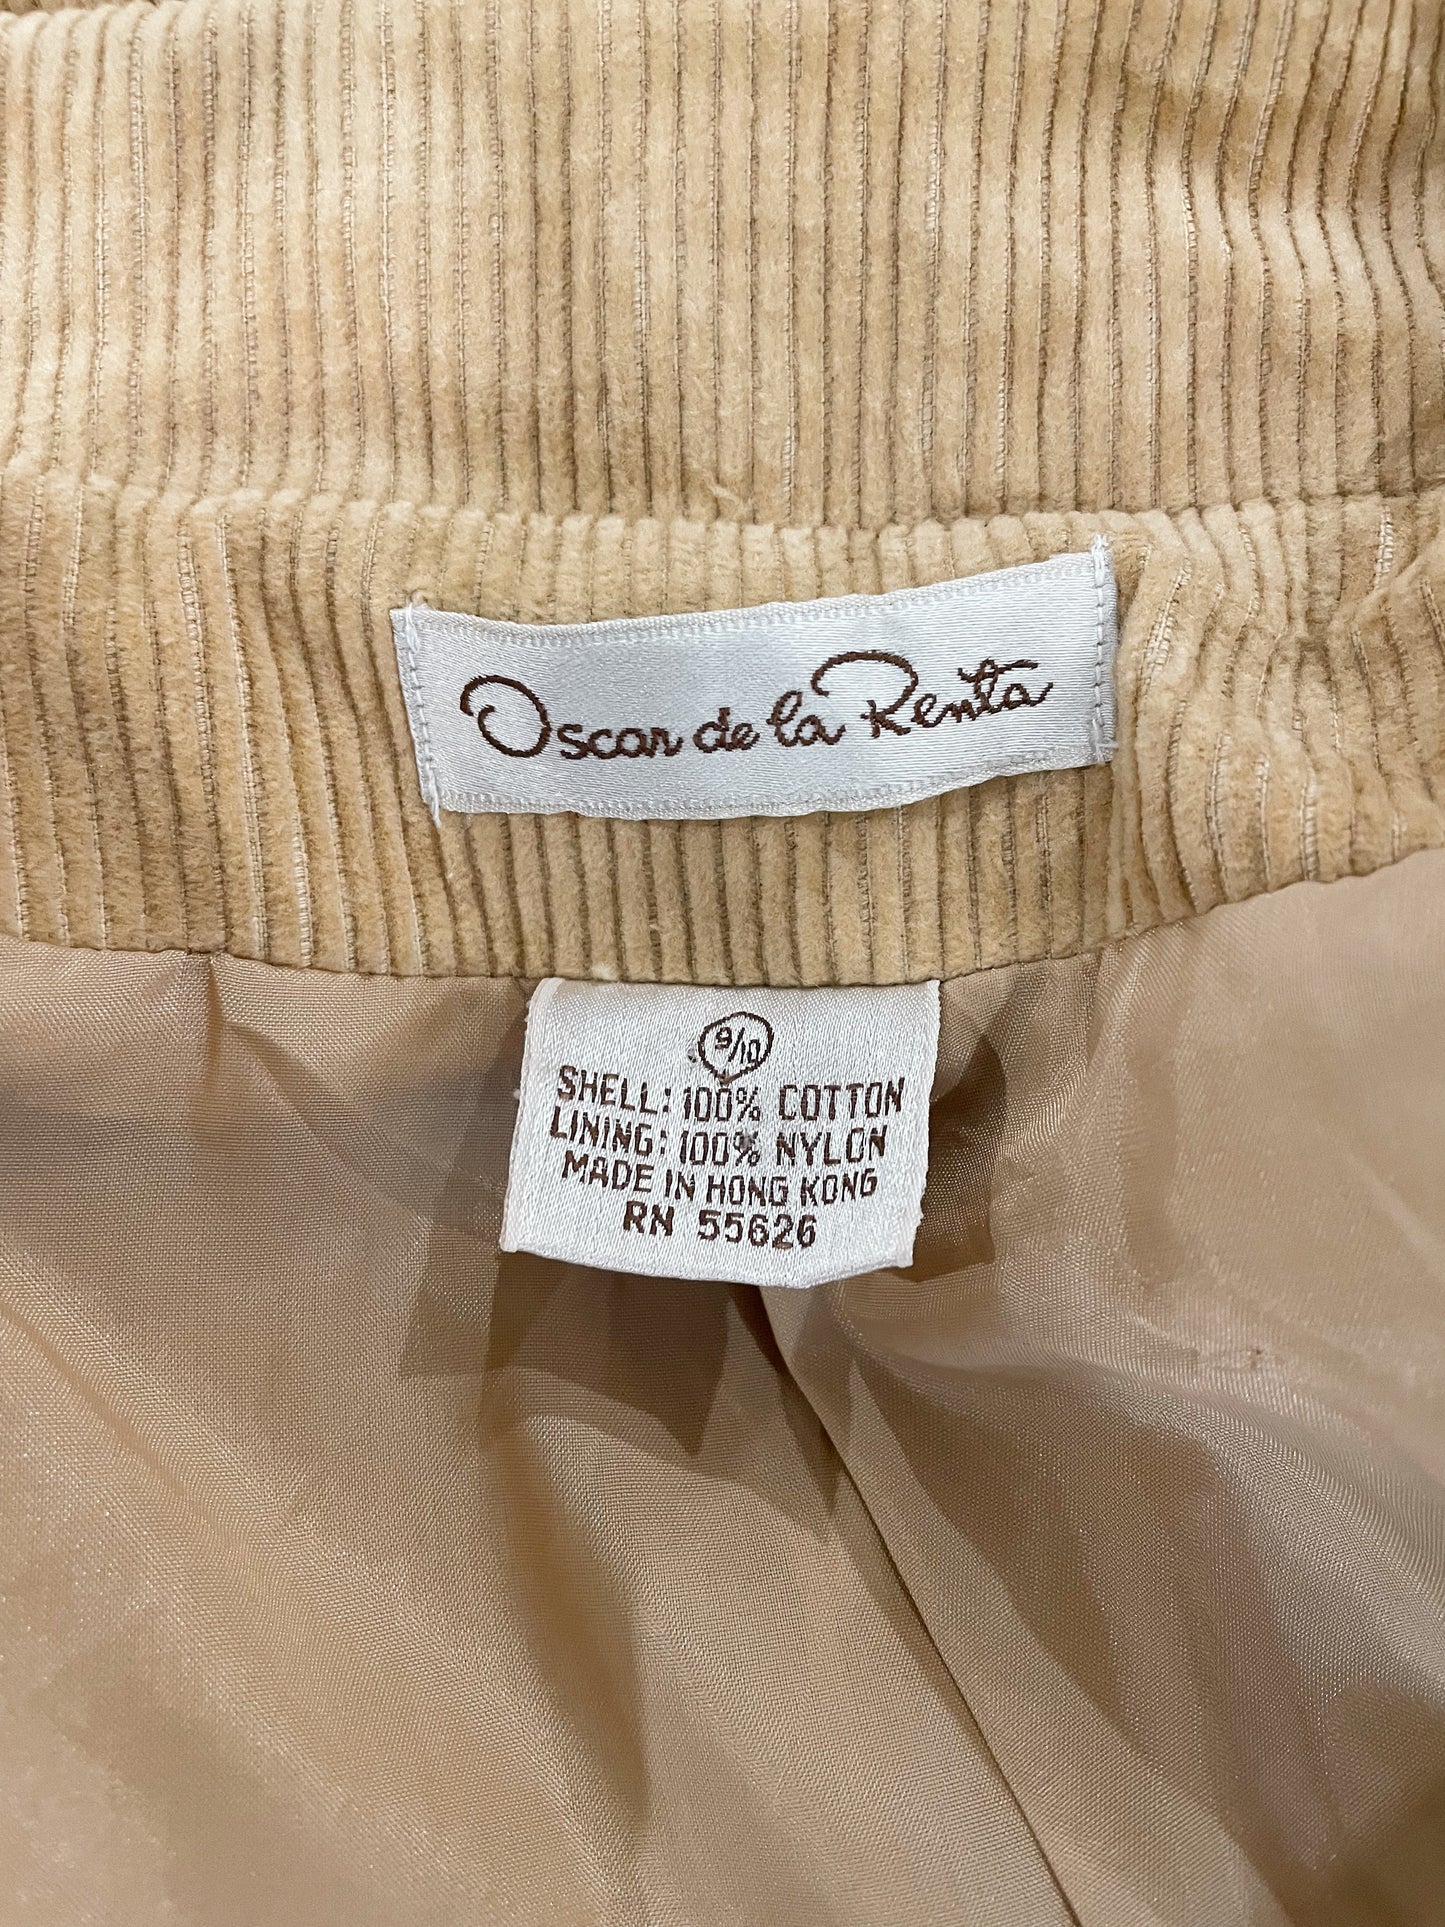 Oscar de la Renta
9/10
SHELL: 100% COTTON
LINING: 100% NYLON
MADE IN HONG KONG
RN 55626